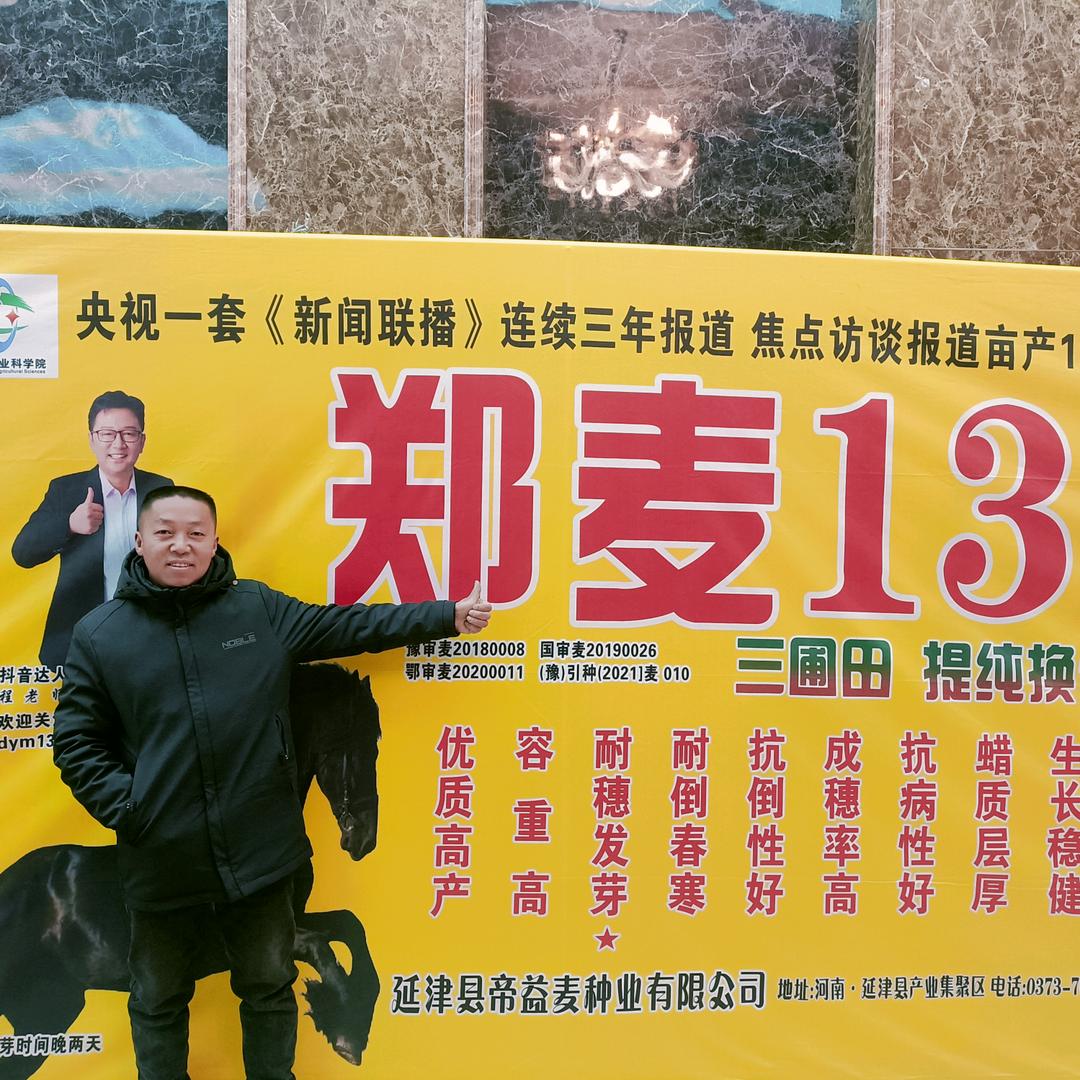 业科学院
Agricultural Sciences
央视一套《新闻联播》连续三年报道 焦点访谈报道亩产1
郑麦13
豫审麦20180008 国审麦20190026
鄂审麦20200011 (豫)引种(2021)麦 010
三圃田 提纯换
抖音达人
程老师
欢迎关
dym13
NOBLE
优质高产
容重高
耐穗发芽
★
耐倒春寒
抗倒性好
成穗率高
抗病性好
蜡质层厚
生长稳健
延津县帝益麦种业有限公司 地址:河南·延津县产业集聚区 电话:0373-7
芽时间晚两天